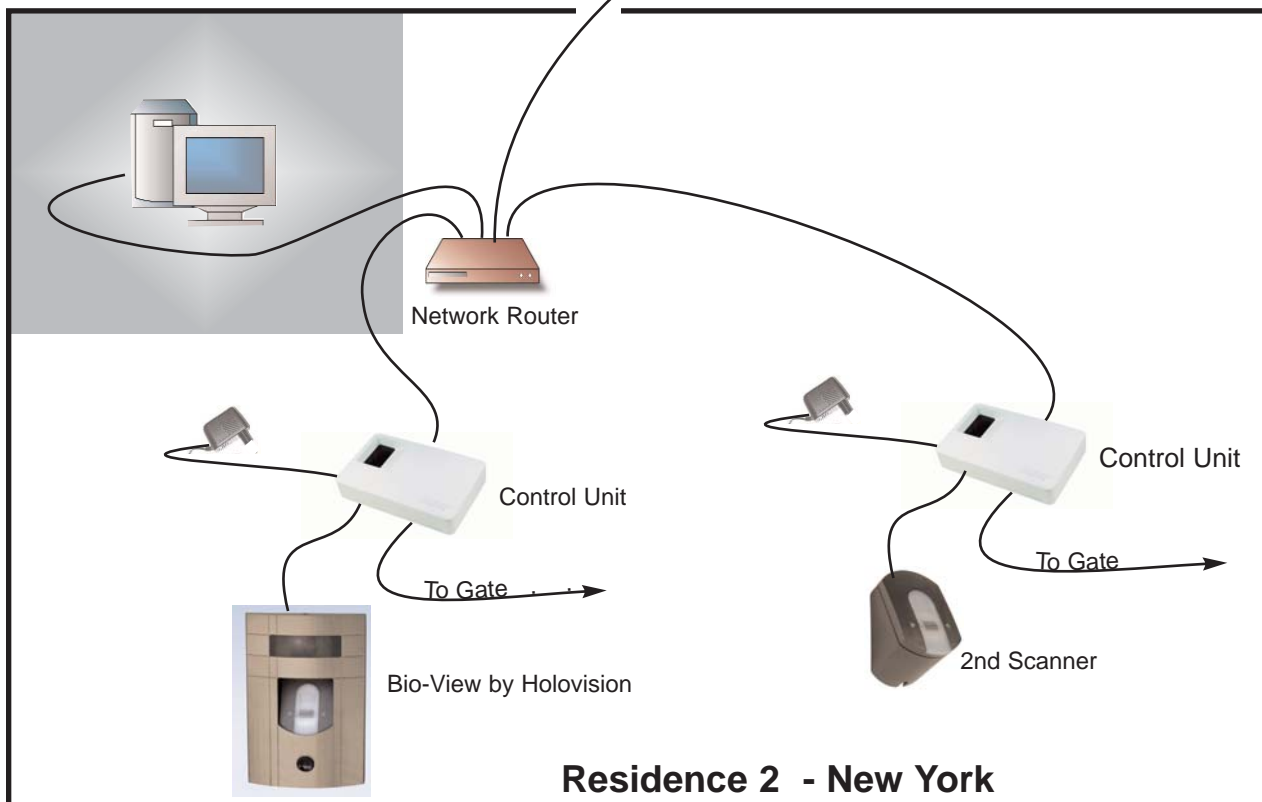 Network Router
Control Unit
Control Unit
To Gate
To Gate
2nd Scanner
Bio-View by Holovision
Residence 2 - New York